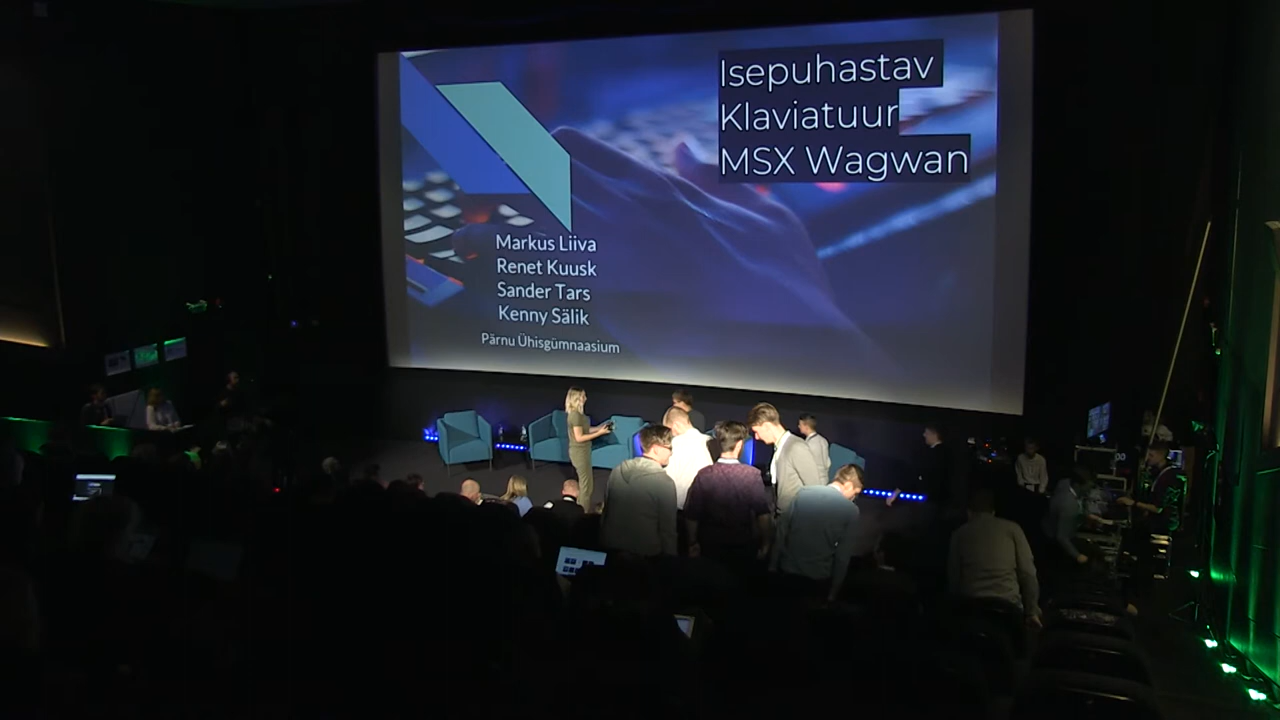 Isepuhastav
Klaviatuur
MSX Wagwan
Markus Liiva
Renet Kuusk
Sander Tars
Kenny Sälik
Pärnu Ühisgümnaasium